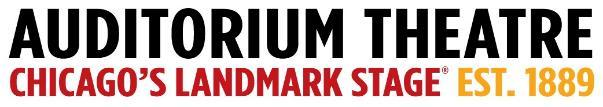 AUDITORIUM THEATRE
CHICAGO'S LANDMARK STAGE® EST. 1889